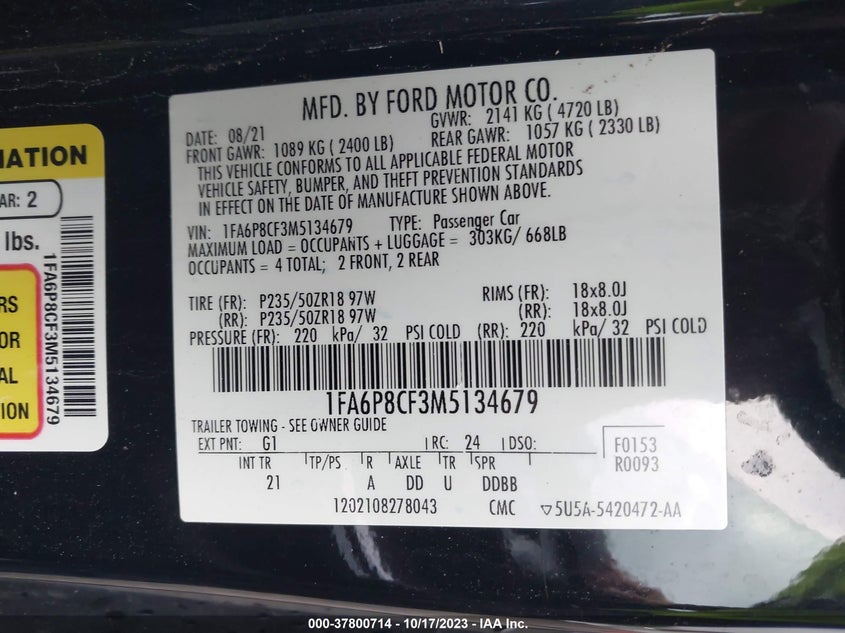 MFD. BY FORD MOTOR CO.
DATE: 08/21 GVWR: 2141 KG ( 4720 LB)
FRONT GAWR: 1089 KG ( 2400 LB) REAR GAWR: 1057 KG ( 2330 LB)
THIS VEHICLE CONFORMS TO ALL APPLICABLE FEDERAL MOTOR
VEHICLE SAFETY, BUMPER, AND THEFT PREVENTION STANDARDS
IN EFFECT ON THE DATE OF MANUFACTURE SHOWN ABOVE.
VIN: 1FA6P8CF3M5134679 TYPE: Passenger Car
MAXIMUM LOAD = OCCUPANTS + LUGGAGE = 303KG/ 668LB
OCCUPANTS = 4 TOTAL; 2 FRONT, 2 REAR
TIRE (FR): P235/50ZR18 97W RIMS (FR): 18x8.0J
(RR): P235/50ZR18 97W (RR): 18x8.0J
PRESSURE (FR): 220 kPa/ 32 PSI COLD (RR): 220 kPa/ 32 PSI COLD
1FA6P8CF3M5134679
TRAILER TOWING - SEE OWNER GUIDE
EXT PNT: G1 RC: 24 DSO: F0153
R0093
INT TR TP/PS R AXLE TR SPR
21 A DD U DDBB
1202108278043 CMC ▽5U5A-5420472-AA
MATION
AR: 2
lbs.
1FA6P8CF3M5134679
RS
OR
AL
TION
000-37800714 - 10/17/2023 - IAA Inc.